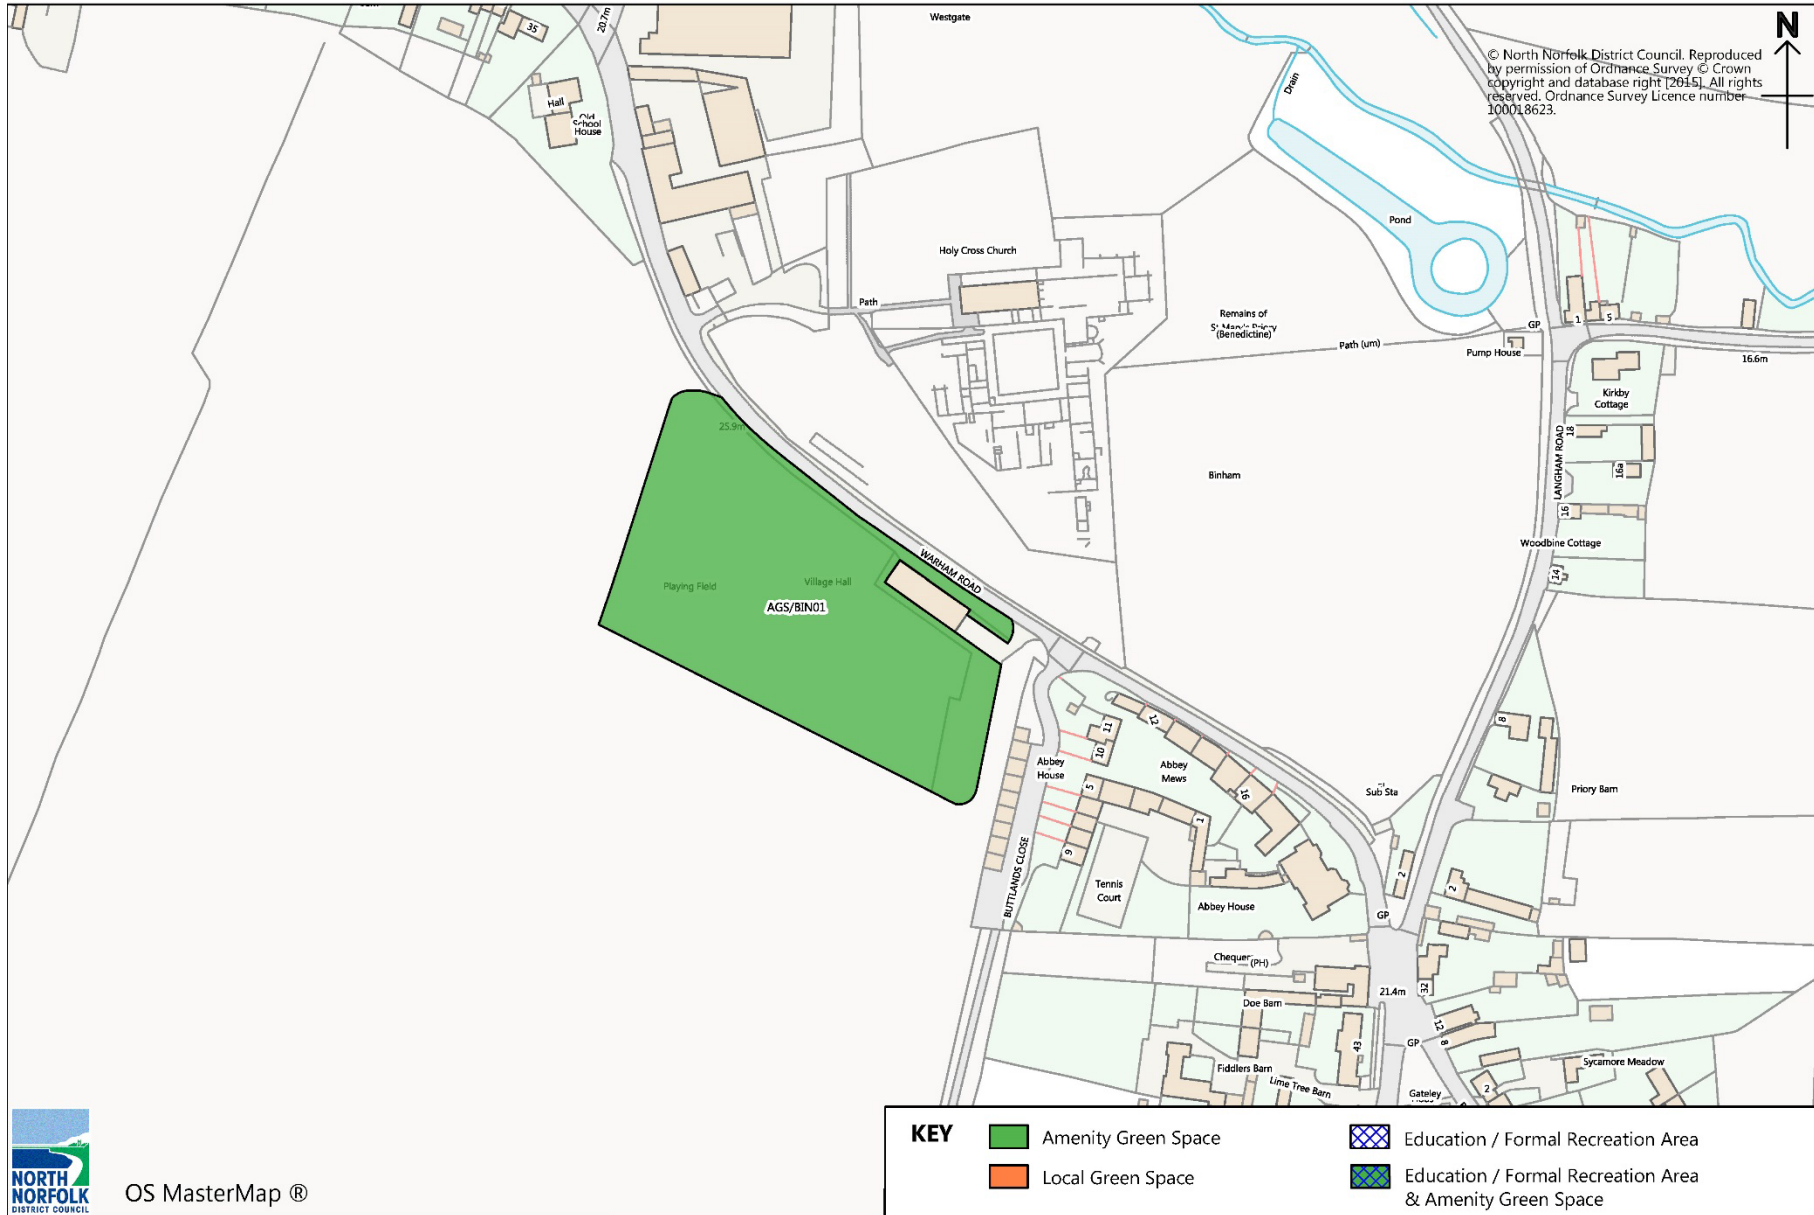 35
20.7m
Westgate
N
© North Norfolk District Council. Reproduced
by permission of Ordnance Survey © Crown
copyright and database right [2015]. All rights
reserved. Ordnance Survey Licence number
100018623.
Hall
Old
School
House
Drain
Pond
Holy Cross Church
Path
Remains of
St Mary's Priory
(Benedictine)
Path (um)
GP
Pump House
1
5
16.6m
Kirkby
Cottage
25.9m
18
LANGHAM ROAD
16a
Binham
16
Woodbine Cottage
14
WARHAM ROAD
Playing Field
Village Hall
AGS/BIN01
12
11
10
8
Abbey
House
Abbey
Mews
5
16
1
Sub Sta
Priory Barn
9
BUTTLANDS CLOSE
Tennis
Court
2
2
Abbey House
GP
Chequers
(PH)
21.4m
32
Doe Barn
12
8
43
GP
Fiddlers Barn
Lime Tree Barn
Sycamore Meadow
2
Gateley
KEY
Amenity Green Space
Local Green Space
Education / Formal Recreation Area
Education / Formal Recreation Area
& Amenity Green Space
NORTH
NORFOLK
DISTRICT COUNCIL
OS MasterMap ®